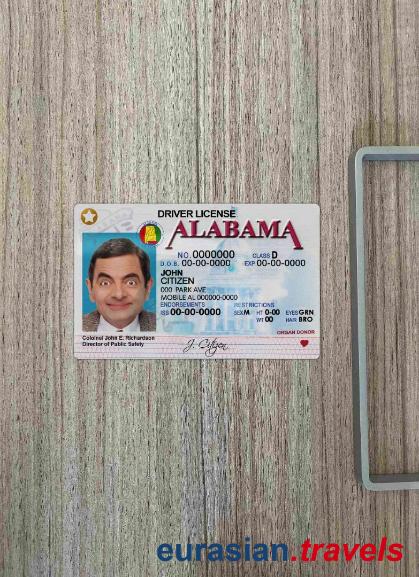 DRIVER LICENSE
ALABAMA
NO. 0000000 CLASS D
D.O.B. 00-00-0000 EXP 00-00-0000
JOHN
CITIZEN
000 PARK AVE
MOBILE AL 000000-0000
ENDORSEMENTS RESTRICTIONS
ISS 00-00-0000 SEX M HT 0-00 EYES GRN
WT 00 HAIR BRO
ORGAN DONOR
Cololnel John E. Richardson
Director of Public Safety
J. Citizen
eurasian.travels